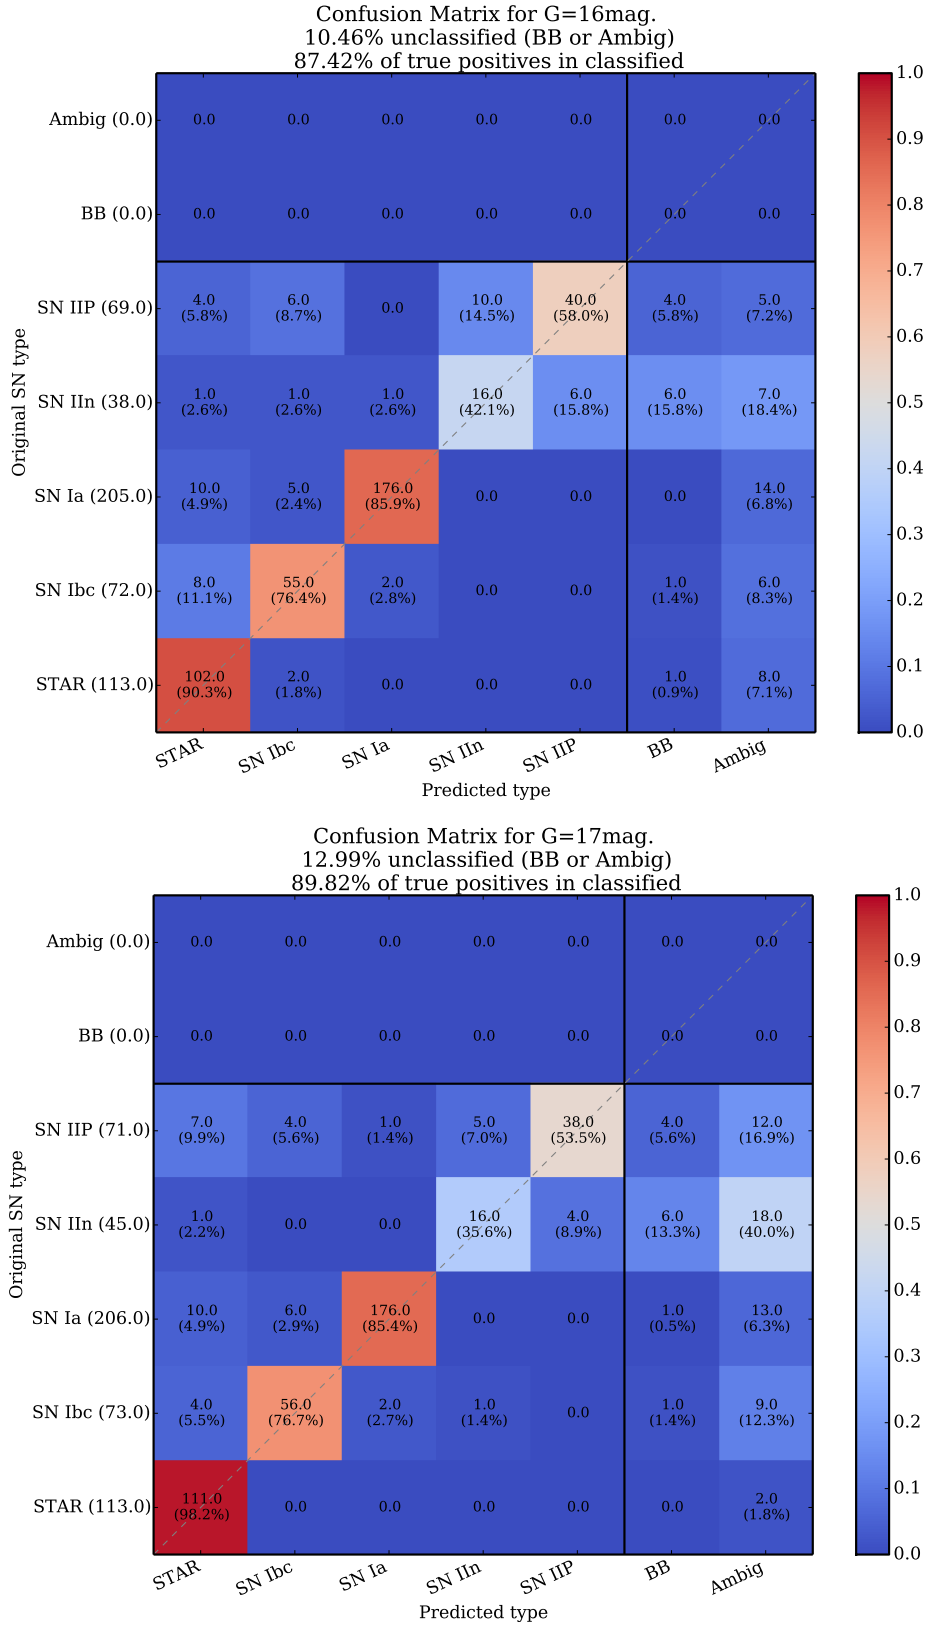 Confusion Matrix for G=16mag.
10.46% unclassified (BB or Ambig)
87.42% of true positives in classified
Ambig (0.0) 0.0 0.0 0.0 0.0 0.0 0.0 0.0
BB (0.0) 0.0 0.0 0.0 0.0 0.0 0.0 0.0
SN IIP (69.0) 4.0 6.0 0.0 10.0 40.0 4.0 5.0
(5.8%) (8.7%) (14.5%) (58.0%) (5.8%) (7.2%)
SN IIn (38.0) 1.0 1.0 1.0 16.0 6.0 6.0 7.0
(2.6%) (2.6%) (2.6%) (42.1%) (15.8%) (15.8%) (18.4%)
SN Ia (205.0) 10.0 5.0 176.0 0.0 0.0 0.0 14.0
(4.9%) (2.4%) (85.9%) (6.8%)
SN Ibc (72.0) 8.0 55.0 2.0 0.0 0.0 1.0 6.0
(11.1%) (76.4%) (2.8%) (1.4%) (8.3%)
STAR (113.0) 102.0 2.0 0.0 0.0 0.0 1.0 8.0
(90.3%) (1.8%) (0.9%) (7.1%)
STAR SN Ibc SN Ia SN IIn SN IIP BB Ambig
Predicted type
Original SN type
1.0
0.9
0.8
0.7
0.6
0.5
0.4
0.3
0.2
0.1
0.0
Confusion Matrix for G=17mag.
12.99% unclassified (BB or Ambig)
89.82% of true positives in classified
Ambig (0.0) 0.0 0.0 0.0 0.0 0.0 0.0 0.0
BB (0.0) 0.0 0.0 0.0 0.0 0.0 0.0 0.0
SN IIP (71.0) 7.0 4.0 1.0 5.0 38.0 4.0 12.0
(9.9%) (5.6%) (1.4%) (7.0%) (53.5%) (5.6%) (16.9%)
SN IIn (45.0) 1.0 0.0 0.0 16.0 4.0 6.0 18.0
(2.2%) (35.6%) (8.9%) (13.3%) (40.0%)
SN Ia (206.0) 10.0 6.0 176.0 0.0 0.0 1.0 13.0
(4.9%) (2.9%) (85.4%) (0.5%) (6.3%)
SN Ibc (73.0) 4.0 56.0 2.0 1.0 0.0 1.0 9.0
(5.5%) (76.7%) (2.7%) (1.4%) (1.4%) (12.3%)
STAR (113.0) 111.0 0.0 0.0 0.0 0.0 0.0 2.0
(98.2%) (1.8%)
STAR SN Ibc SN Ia SN IIn SN IIP BB Ambig
Predicted type
Original SN type
1.0
0.9
0.8
0.7
0.6
0.5
0.4
0.3
0.2
0.1
0.0